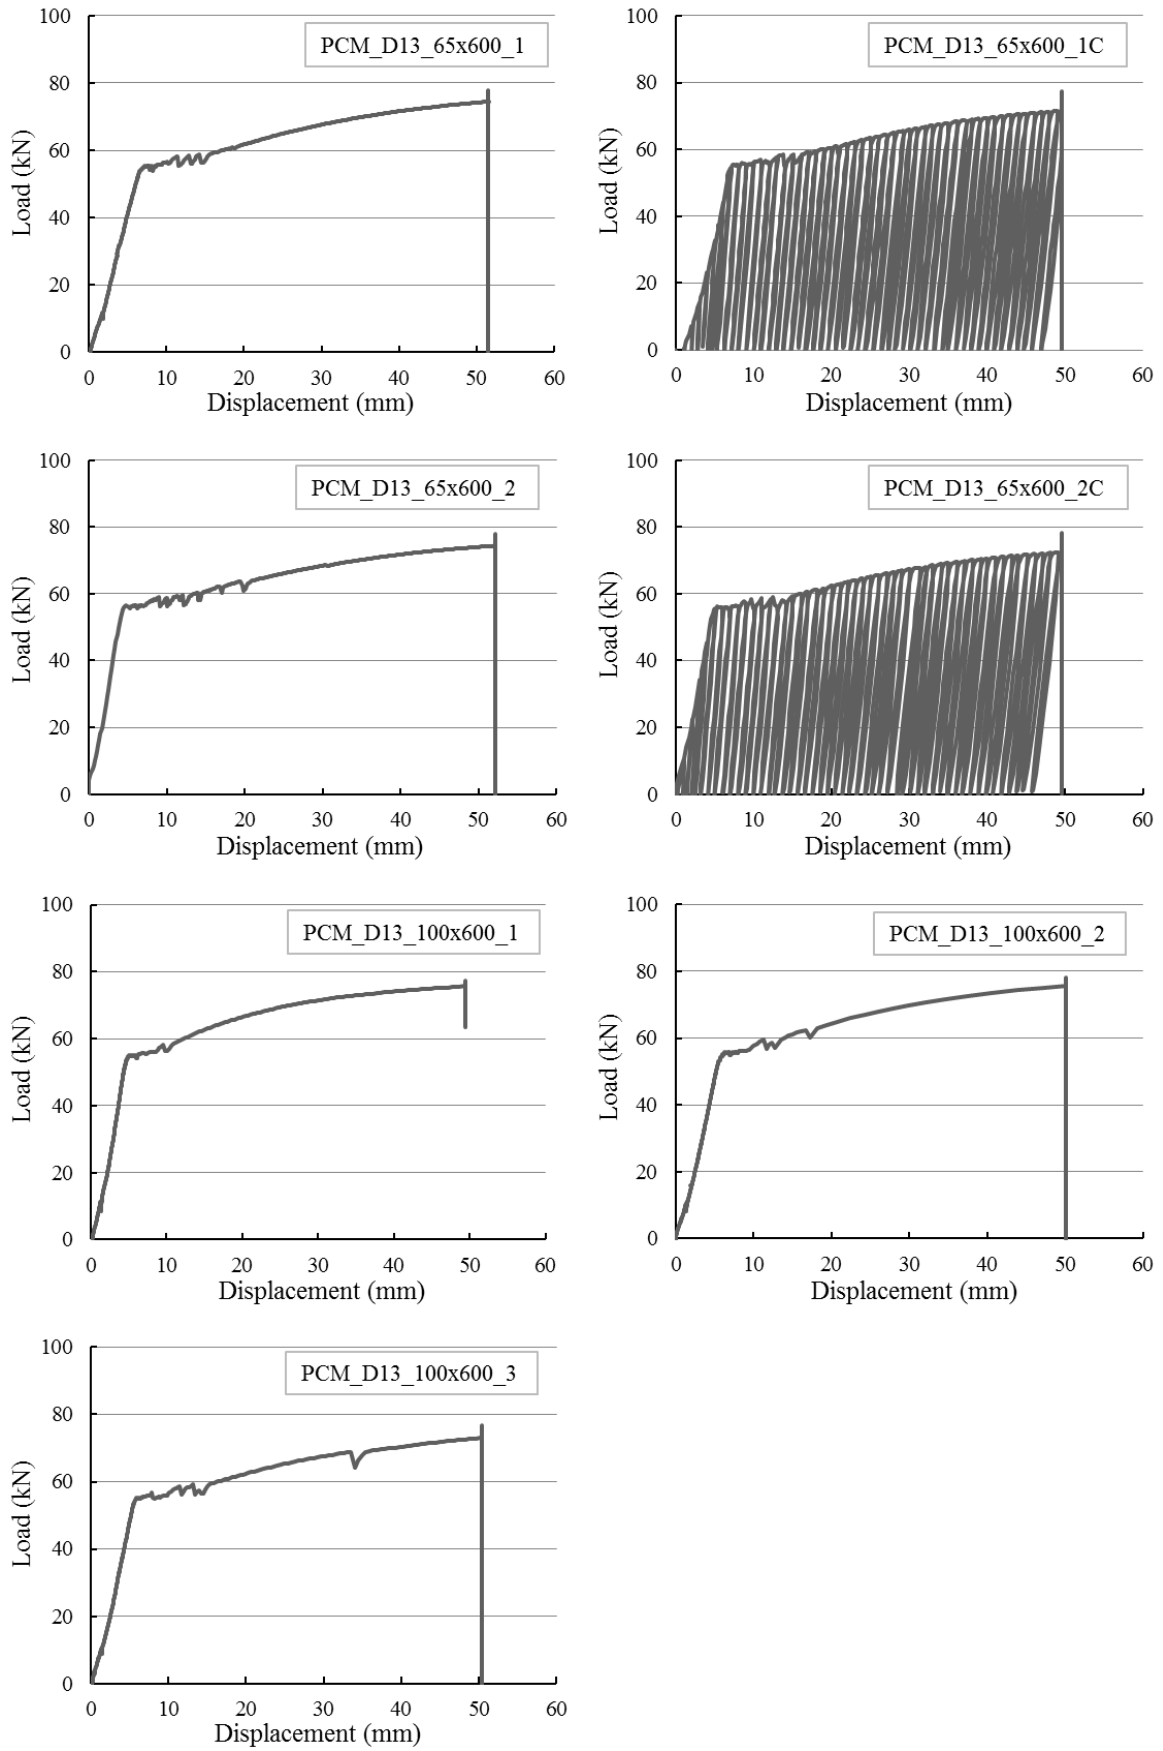 PCM_D13_65x600_1
Load (kN)
100
80
60
40
20
0
0 10 20 30 40 50 60
Displacement (mm)
PCM_D13_65x600_1C
Load (kN)
100
80
60
40
20
0
0 10 20 30 40 50 60
Displacement (mm)
PCM_D13_65x600_2
Load (kN)
100
80
60
40
20
0
0 10 20 30 40 50 60
Displacement (mm)
PCM_D13_65x600_2C
Load (kN)
100
80
60
40
20
0
0 10 20 30 40 50 60
Displacement (mm)
PCM_D13_100x600_1
Load (kN)
100
80
60
40
20
0
0 10 20 30 40 50 60
Displacement (mm)
PCM_D13_100x600_2
Load (kN)
100
80
60
40
20
0
0 10 20 30 40 50 60
Displacement (mm)
PCM_D13_100x600_3
Load (kN)
100
80
60
40
20
0
0 10 20 30 40 50 60
Displacement (mm)